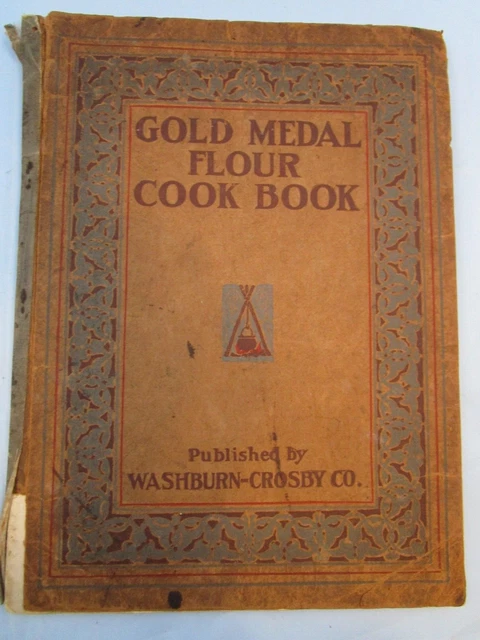 GOLD MEDAL
FLOUR
COOK BOOK
Published by
WASHBURN-CROSBY CO.